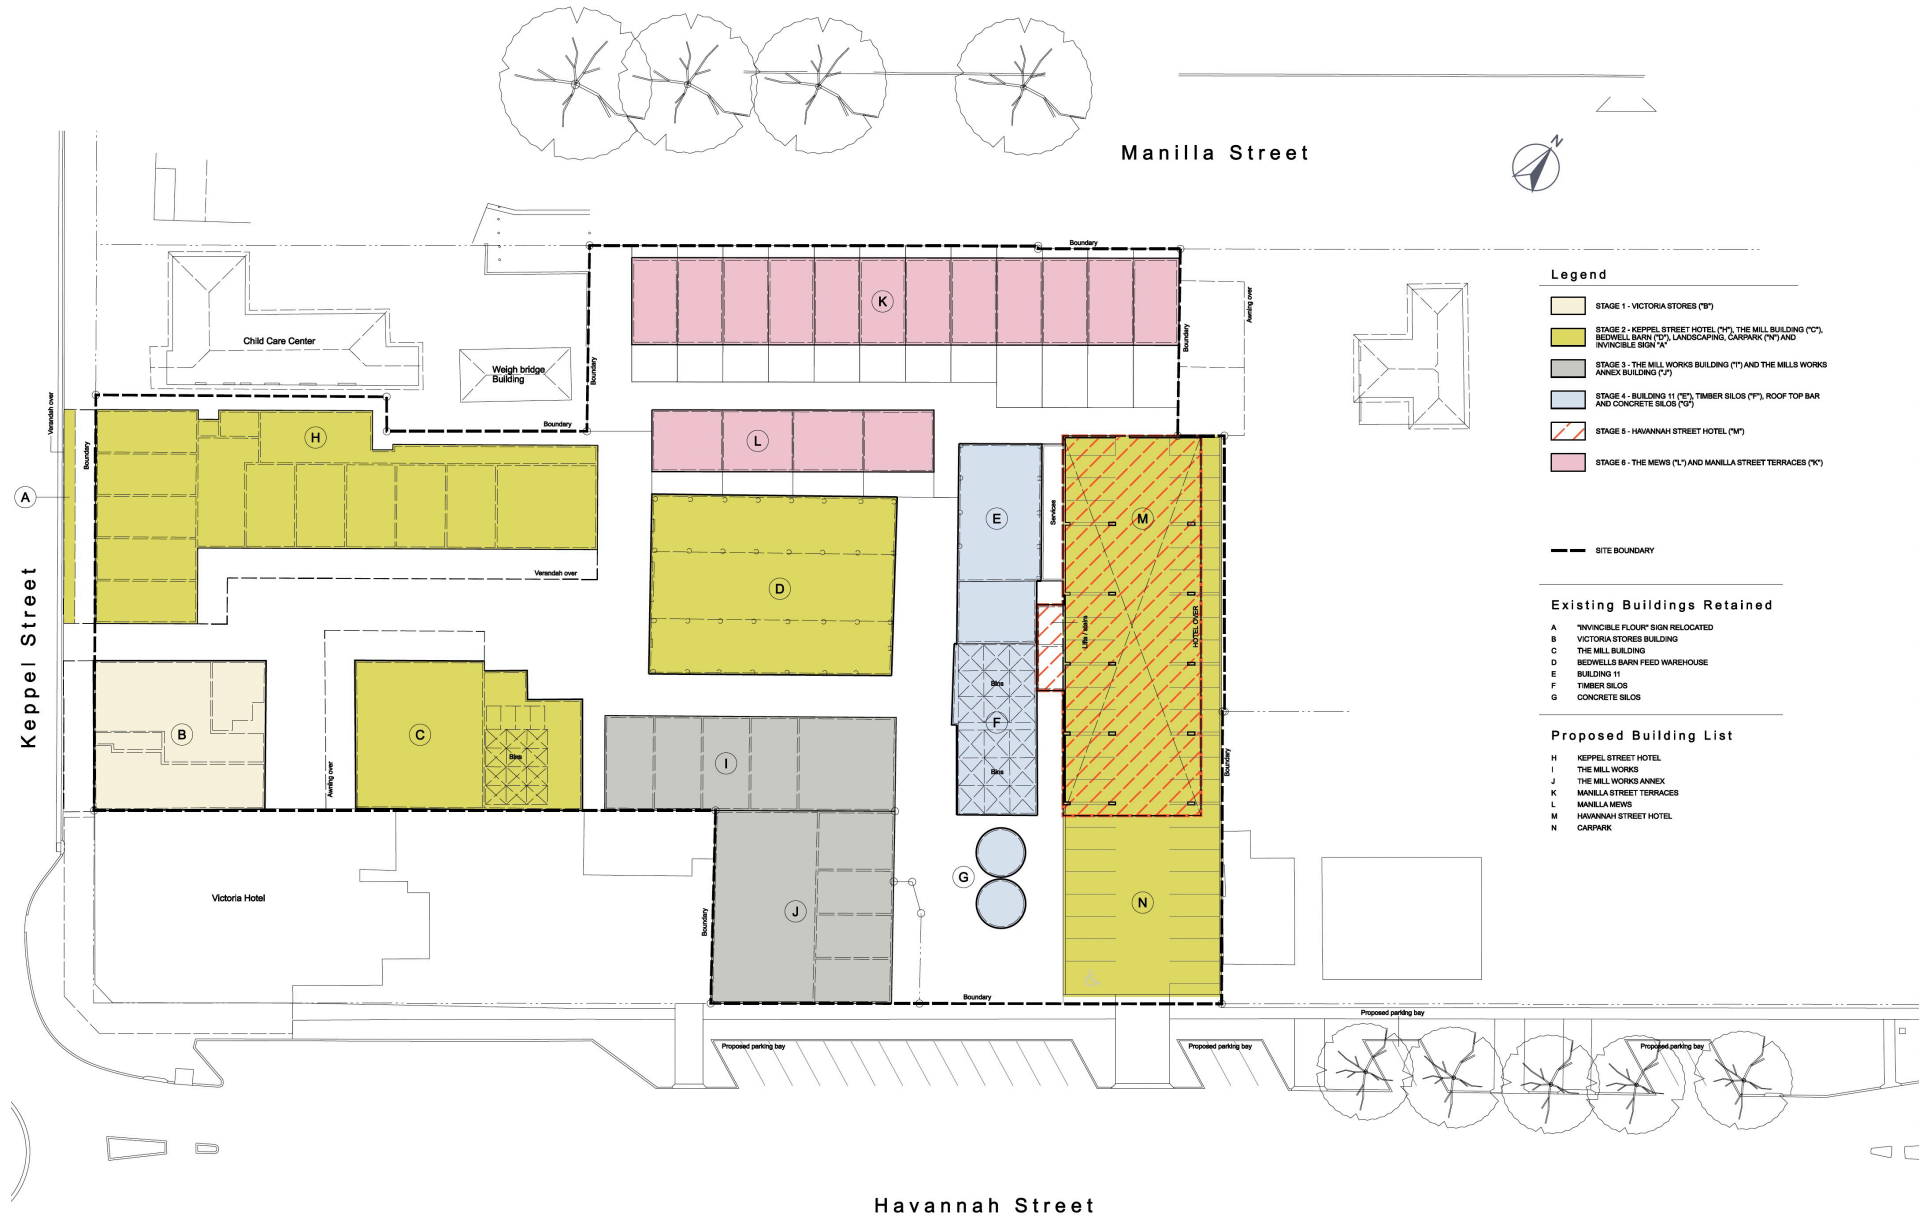 Manilla Street
N
Boundary
Legend
STAGE 1 - VICTORIA STORES ("B")
STAGE 2 - KEPPEL STREET HOTEL ("H"), THE MILL BUILDING ("C"),
BEDWELL BARN ("D"), LANDSCAPING, CARPARK ("N") AND
INVINCIBLE SIGN "A"
STAGE 3 - THE MILL WORKS BUILDING ("I") AND THE MILLS WORKS
ANNEX BUILDING ("J")
STAGE 4 - BUILDING 11 ("E"), TIMBER SILOS ("F"), ROOF TOP BAR
AND CONCRETE SILOS ("G")
STAGE 5 - HAVANNAH STREET HOTEL ("M")
STAGE 6 - THE MEWS ("L") AND MANILLA STREET TERRACES ("K")
SITE BOUNDARY
Existing Buildings Retained
A "INVINCIBLE FLOUR" SIGN RELOCATED
B VICTORIA STORES BUILDING
C THE MILL BUILDING
D BEDWELLS BARN FEED WAREHOUSE
E BUILDING 11
F TIMBER SILOS
G CONCRETE SILOS
Proposed Building List
H KEPPEL STREET HOTEL
I THE MILL WORKS
J THE MILL WORKS ANNEX
K MANILLA STREET TERRACES
L MANILLA MEWS
M HAVANNAH STREET HOTEL
N CARPARK
K
Awning over
Boundary
Boundary
Child Care Center
Weigh bridge
Building
Verandah over
Boundary
Boundary
H
L
A
E
Services
M
Verandah over
D
Lifts / stairs
HOTEL OVER
Keppel Street
B
C
Bins
Awning over
I
Bins
F
Bins
Boundary
G
Victoria Hotel
J
Boundary
N
Boundary
Proposed parking bay
Proposed parking bay
Proposed parking bay
Proposed parking bay
Havannah Street